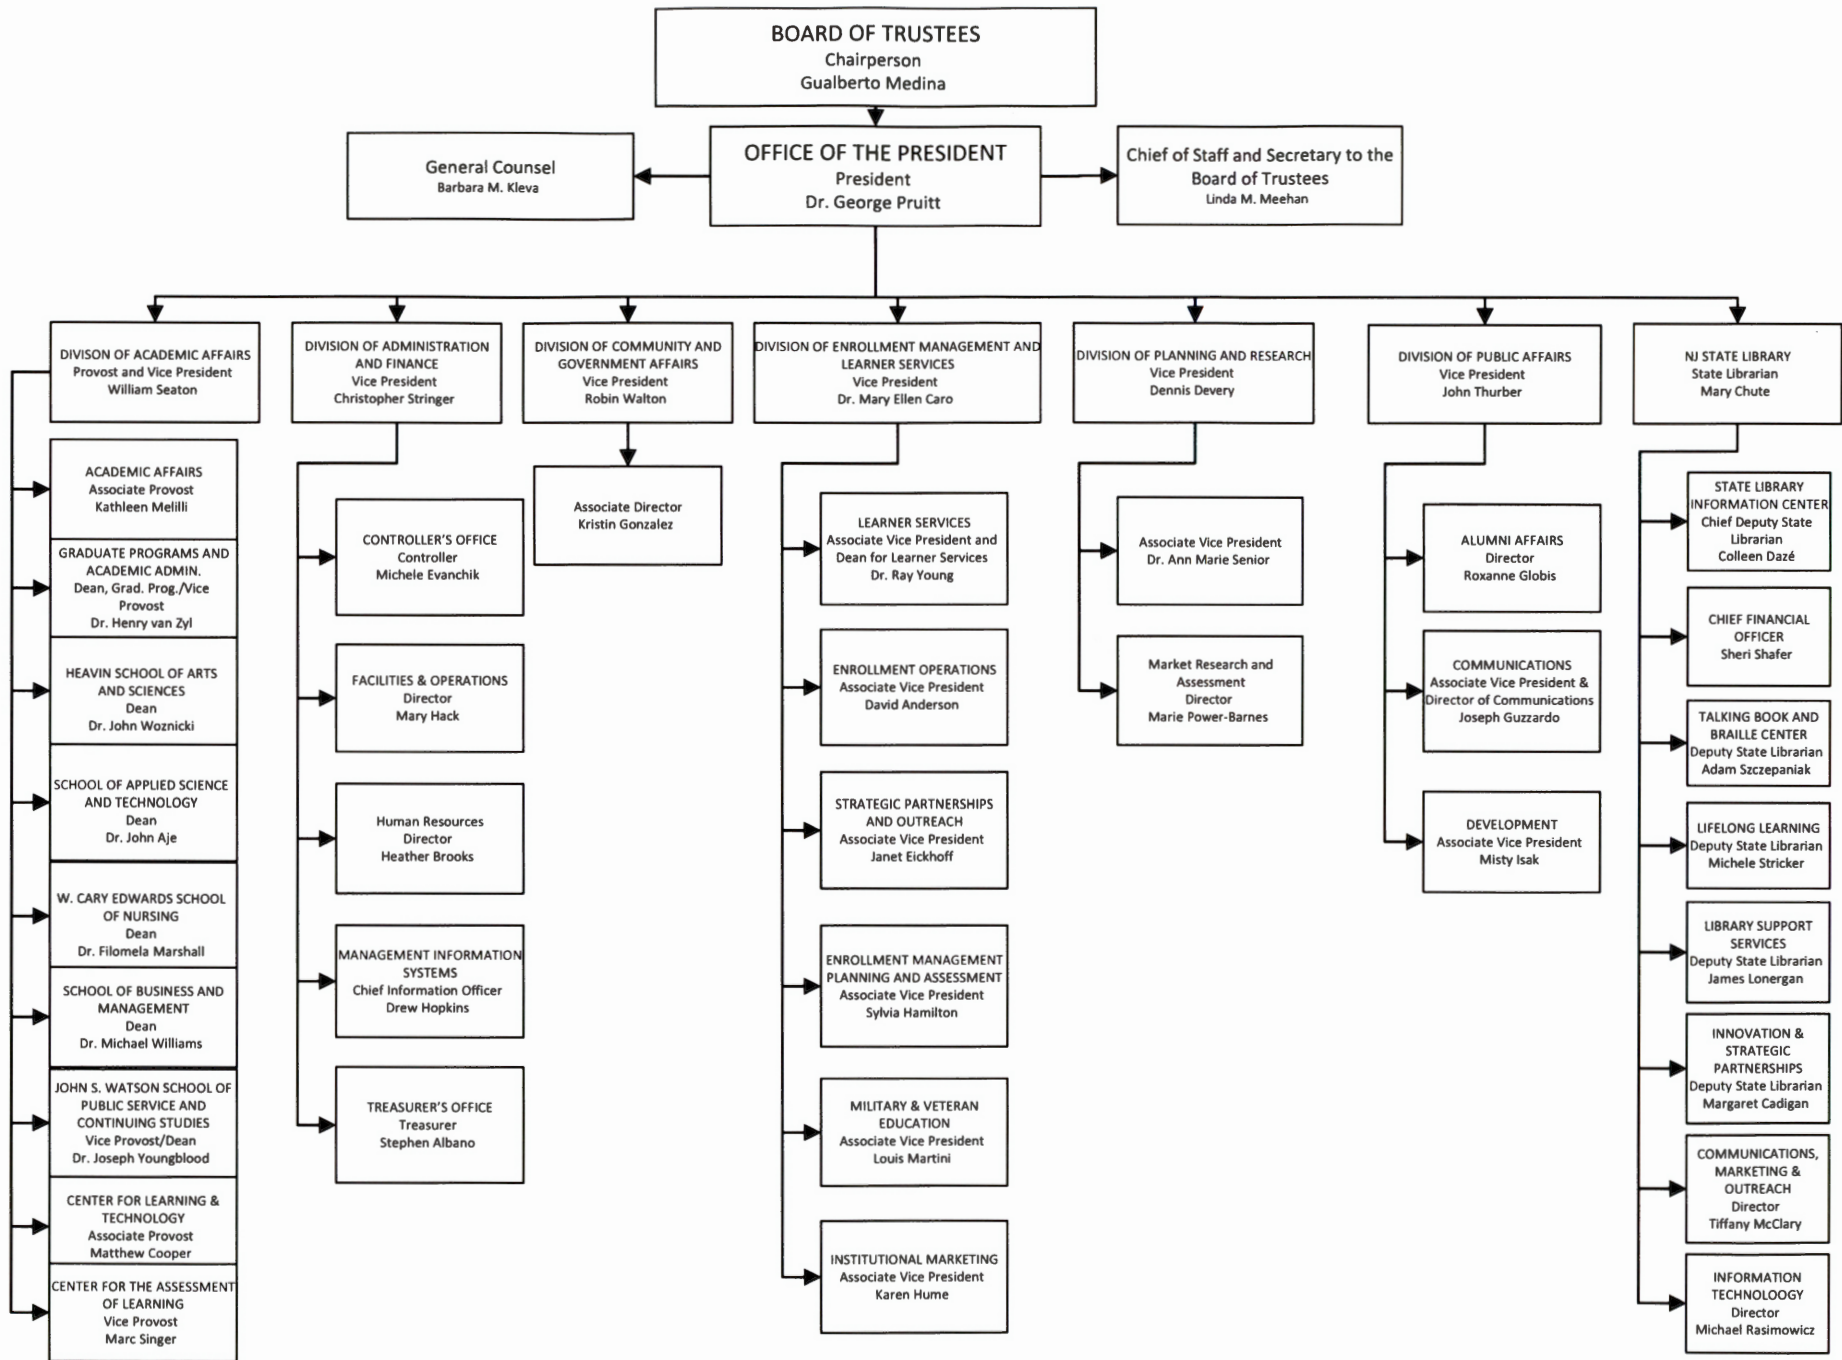 BOARD OF TRUSTEES
Chairperson
Gualberto Medina
General Counsel
Barbara M. Kleva
OFFICE OF THE PRESIDENT
President
Dr. George Pruitt
Chief of Staff and Secretary to the
Board of Trustees
Linda M. Meehan
DIVISON OF ACADEMIC AFFAIRS
Provost and Vice President
William Seaton
ACADEMIC AFFAIRS
Associate Provost
Kathleen Melilli
GRADUATE PROGRAMS AND
ACADEMIC ADMIN.
Dean, Grad. Prog./Vice
Provost
Dr. Henry van Zyl
HEAVIN SCHOOL OF ARTS
AND SCIENCES
Dean
Dr. John Woznicki
SCHOOL OF APPLIED SCIENCE
AND TECHNOLOGY
Dean
Dr. John Aje
W. CARY EDWARDS SCHOOL
OF NURSING
Dean
Dr. Filomela Marshall
SCHOOL OF BUSINESS AND
MANAGEMENT
Dean
Dr. Michael Williams
JOHN S. WATSON SCHOOL OF
PUBLIC SERVICE AND
CONTINUING STUDIES
Vice Provost/Dean
Dr. Joseph Youngblood
CENTER FOR LEARNING &
TECHNOLOGY
Associate Provost
Matthew Cooper
CENTER FOR THE ASSESSMENT
OF LEARNING
Vice Provost
Marc Singer
DIVISION OF ADMINISTRATION
AND FINANCE
Vice President
Christopher Stringer
CONTROLLER'S OFFICE
Controller
Michele Evanchik
FACILITIES & OPERATIONS
Director
Mary Hack
Human Resources
Director
Heather Brooks
MANAGEMENT INFORMATION
SYSTEMS
Chief Information Officer
Drew Hopkins
TREASURER'S OFFICE
Treasurer
Stephen Albano
DIVISION OF COMMUNITY AND
GOVERNMENT AFFAIRS
Vice President
Robin Walton
Associate Director
Kristin Gonzalez
DIVISION OF ENROLLMENT MANAGEMENT AND
LEARNER SERVICES
Vice President
Dr. Mary Ellen Caro
LEARNER SERVICES
Associate Vice President and
Dean for Learner Services
Dr. Ray Young
ENROLLMENT OPERATIONS
Associate Vice President
David Anderson
STRATEGIC PARTNERSHIPS
AND OUTREACH
Associate Vice President
Janet Eickhoff
ENROLLMENT MANAGEMENT
PLANNING AND ASSESSMENT
Associate Vice President
Sylvia Hamilton
MILITARY & VETERAN
EDUCATION
Associate Vice President
Louis Martini
INSTITUTIONAL MARKETING
Associate Vice President
Karen Hume
DIVISION OF PLANNING AND RESEARCH
Vice President
Dennis Devery
Associate Vice President
Dr. Ann Marie Senior
Market Research and
Assessment
Director
Marie Power-Barnes
DIVISION OF PUBLIC AFFAIRS
Vice President
John Thurber
ALUMNI AFFAIRS
Director
Roxanne Globis
COMMUNICATIONS
Associate Vice President &
Director of Communications
Joseph Guzzardo
DEVELOPMENT
Associate Vice President
Misty Isak
NJ STATE LIBRARY
State Librarian
Mary Chute
STATE LIBRARY
INFORMATION CENTER
Chief Deputy State
Librarian
Colleen Dazé
CHIEF FINANCIAL
OFFICER
Sheri Shafer
TALKING BOOK AND
BRAILLE CENTER
Deputy State Librarian
Adam Szczepaniak
LIFELONG LEARNING
Deputy State Librarian
Michele Stricker
LIBRARY SUPPORT
SERVICES
Deputy State Librarian
James Lonergan
INNOVATION &
STRATEGIC
PARTNERSHIPS
Deputy State Librarian
Margaret Cadigan
COMMUNICATIONS,
MARKETING &
OUTREACH
Director
Tiffany McClary
INFORMATION
TECHNOLOOGY
Director
Michael Rasimowicz